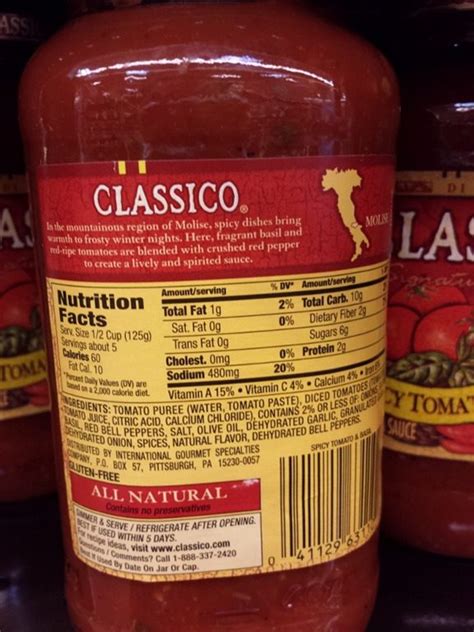 CLASSICO®
In the mountainous region of Molise, spicy dishes bring
warmth to frosty winter nights. Here, fragrant basil and
red-ripe tomatoes are blended with crushed red pepper
to create a lively and spirited sauce.
MOLISE
Nutrition
Facts
Serv. Size 1/2 Cup (125g)
Servings about 5
Calories 60
Fat Cal. 10
*Percent Daily Values (DV) are
based on a 2,000 calorie diet.
Amount/serving % DV* Amount/serving
Total Fat 1g 2% Total Carb. 10g
Sat. Fat 0g 0% Dietary Fiber 2g
Trans Fat 0g Sugars 6g
Cholest. 0mg 0% Protein 2g
Sodium 480mg 20%
Vitamin A 15% • Vitamin C 4% • Calcium 4% •
INGREDIENTS: TOMATO PUREE (WATER, TOMATO PASTE), DICED TOMATOES
TOMATO JUICE, CITRIC ACID, CALCIUM CHLORIDE), CONTAINS 2% OR LESS OF:
BASIL, RED BELL PEPPERS, SALT, OLIVE OIL, DEHYDRATED GARLIC,
DEHYDRATED ONION, SPICES, NATURAL FLAVOR, DEHYDRATED BELL PEPPERS.
DISTRIBUTED BY INTERNATIONAL GOURMET SPECIALTIES
COMPANY, P.O. BOX 57, PITTSBURGH, PA 15230-0057
GLUTEN-FREE
SPICY TOMATO & BASIL
ALL NATURAL
Contains no preservatives
SIMMER & SERVE / REFRIGERATE AFTER OPENING.
BEST IF USED WITHIN 5 DAYS.
For recipe ideas, visit www.classico.com
Questions / Comments? Call 1-888-337-2420
Best If Used By Date On Jar Or Cap.
0 41129
LAS
CY TOMAT
SAUCE